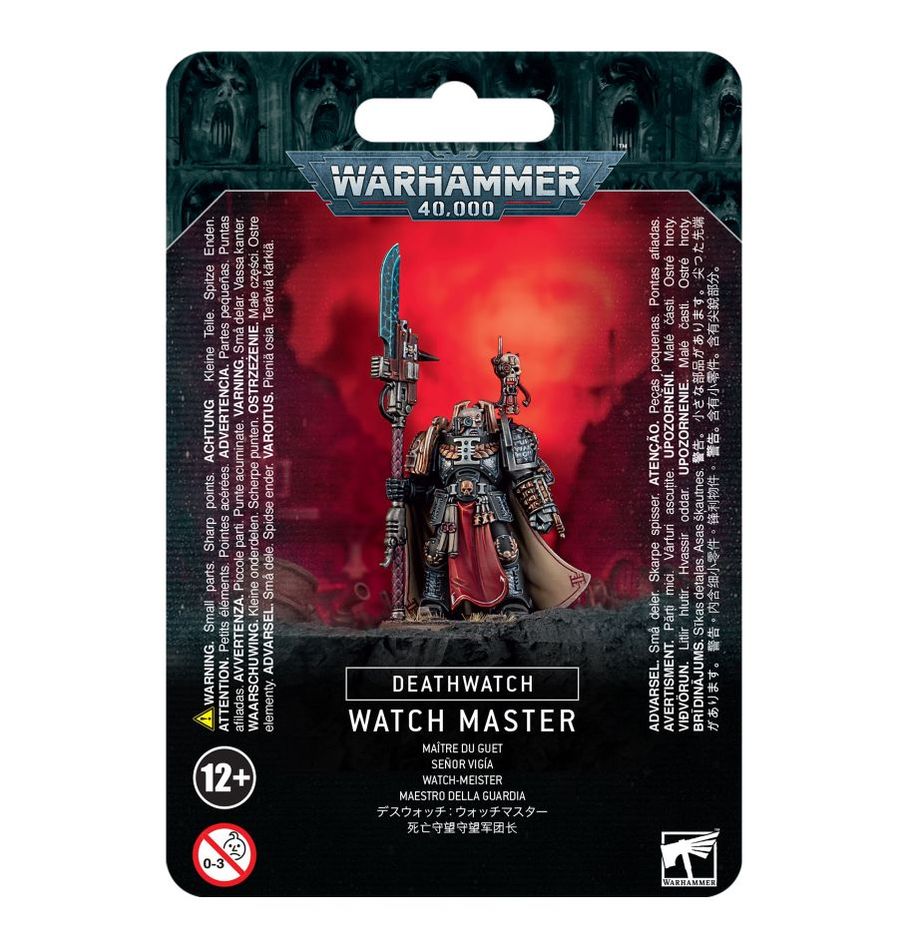 WARHAMMER™
40,000
WARNING. Small parts. Sharp points. ACHTUNG. Kleine Teile. Spitze Enden.
ATTENTION. Petits éléments. Pointes acérées. ADVERTENCIA. Partes pequeñas. Puntas
afiladas. AVVERTENZA. Piccole parti. Punte acuminate. VARNING. Små delar. Vassa kanter.
WAARSCHUWING. Kleine onderdelen. Scherpe punten. OSTRZEŻENIE. Małe części. Ostre
elementy. ADVARSEL. Små dele. Spidse ender. VAROITUS. Pieniä osia. Teräviä kärkiä.
ADVARSEL. Små deler. Skarpe spisser. ATENÇÃO. Peças pequenas. Pontas afiadas.
AVERTISMENT. Părți mici. Vârfuri ascuțite. UPOZORNĚNÍ. Malé části. Ostré hroty.
VIÐVÖRUN. Litlir hlutir. Hvassir oddar. UPOZORNENIE. Malé časti. Ostré hroty.
BRĪDINĀJUMS. Sīkas detaļas. Asas šķautnes. 警告。小さな部品があります。尖った先端
があります。警告。内含细小零件。锋利物件。警告。含有小零件。含有尖銳部分。
DEATHWATCH
WATCH MASTER
MAÎTRE DU GUET
SEÑOR VIGÍA
WATCH-MEISTER
MAESTRO DELLA GUARDIA
デスウォッチ：ウォッチマスター
死亡守望守望军团长
12+
0-3
WARHAMMER